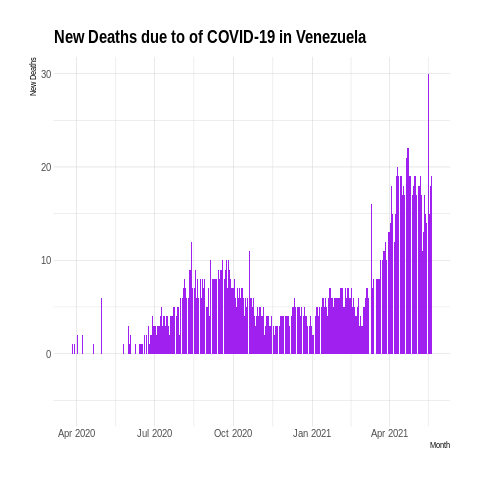 New Deaths due to of COVID-19 in Venezuela
New Deaths
30
20
10
0
Apr 2020 Jul 2020 Oct 2020 Jan 2021 Apr 2021
Month